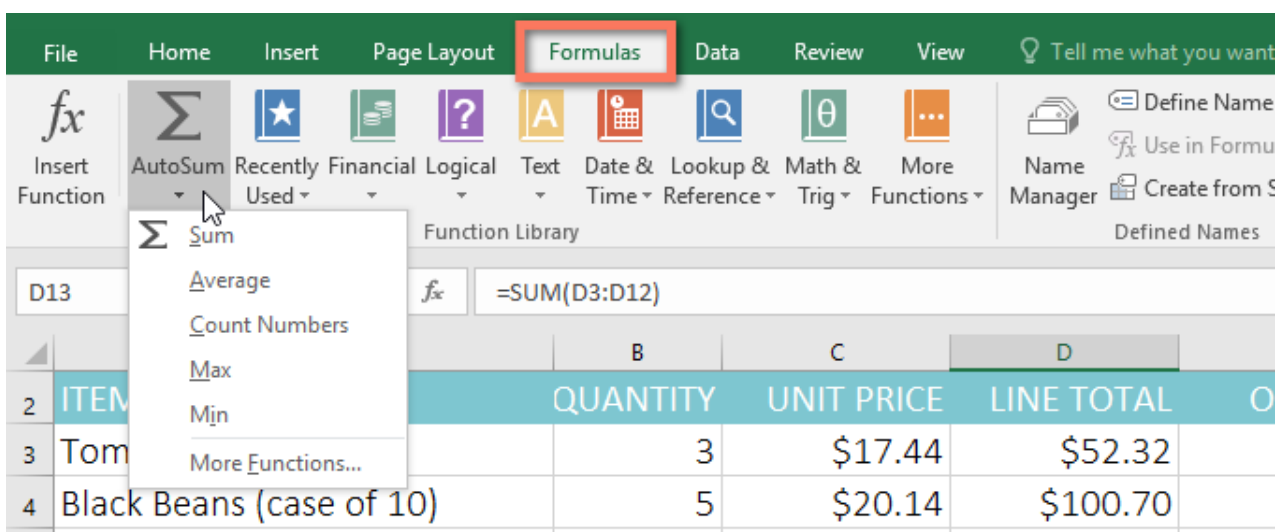 File Home Insert Page Layout Formulas Data Review View Tell me what you want
fx Σ ? A θ
Insert Function
AutoSum
Recently Used
Financial
Logical
Text
Date & Time
Lookup & Reference
Math & Trig
More Functions
Name Manager
Define Name
Use in Formu
Create from S
Function Library
Defined Names
Σ Sum
Average
Count Numbers
Max
Min
More Functions...
D13 fx =SUM(D3:D12)
B C D
2 ITEM QUANTITY UNIT PRICE LINE TOTAL O
3 Tom 3 $17.44 $52.32
4 Black Beans (case of 10) 5 $20.14 $100.70